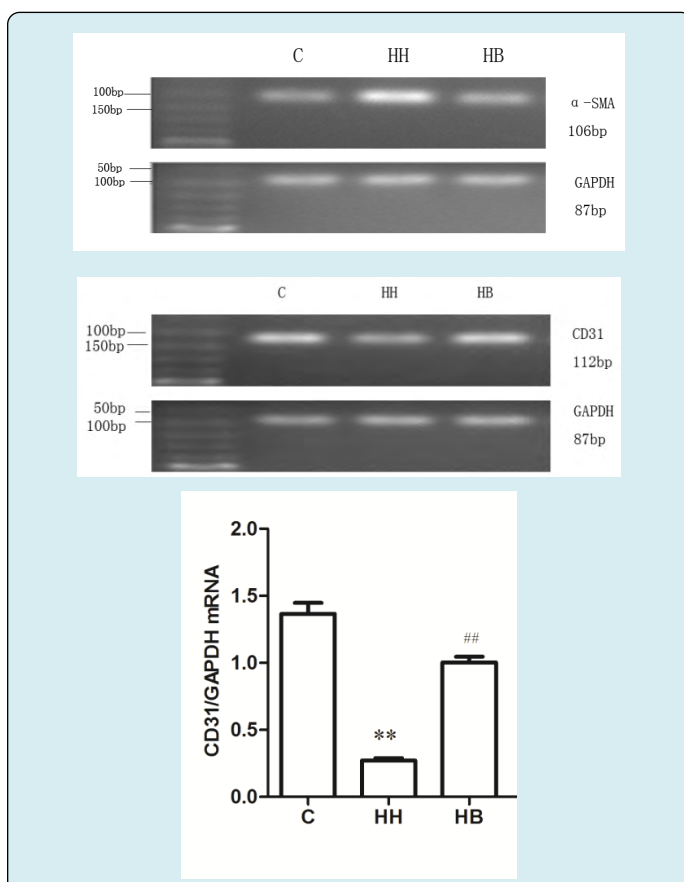 C HH HB
100bp
150bp
α-SMA
106bp
50bp
100bp
GAPDH
87bp
C HH HB
100bp
150bp
CD31
112bp
50bp
100bp
GAPDH
87bp
CD31/GAPDH mRNA
2.0
1.5
1.0
0.5
0.0
**
##
C HH HB